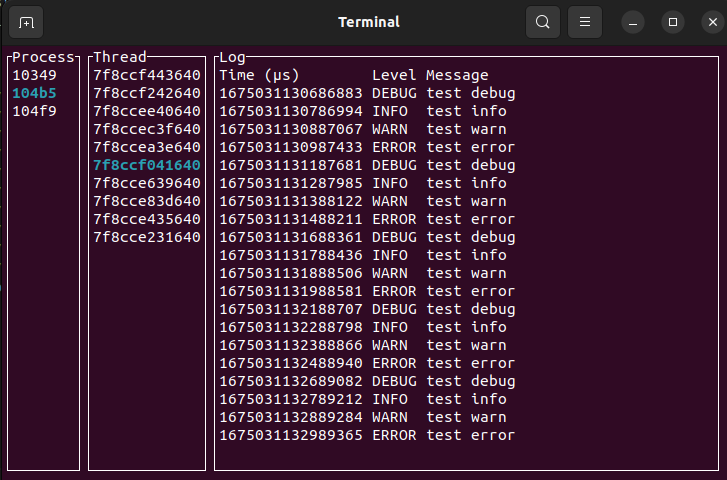 Terminal
Process
10349
104b5
104f9
Thread
7f8ccf443640
7f8ccf242640
7f8ccee40640
7f8ccec3f640
7f8ccea3e640
7f8ccf041640
7f8cce639640
7f8cce83d640
7f8cce435640
7f8cce231640
Log
Time (µs) Level Message
1675031130686883 DEBUG test debug
1675031130786994 INFO test info
1675031130887067 WARN test warn
1675031130987433 ERROR test error
1675031131187681 DEBUG test debug
1675031131287985 INFO test info
1675031131388122 WARN test warn
1675031131488211 ERROR test error
1675031131688361 DEBUG test debug
1675031131788436 INFO test info
1675031131888506 WARN test warn
1675031131988581 ERROR test error
1675031132188707 DEBUG test debug
1675031132288798 INFO test info
1675031132388866 WARN test warn
1675031132488940 ERROR test error
1675031132689082 DEBUG test debug
1675031132789212 INFO test info
1675031132889284 WARN test warn
1675031132989365 ERROR test error